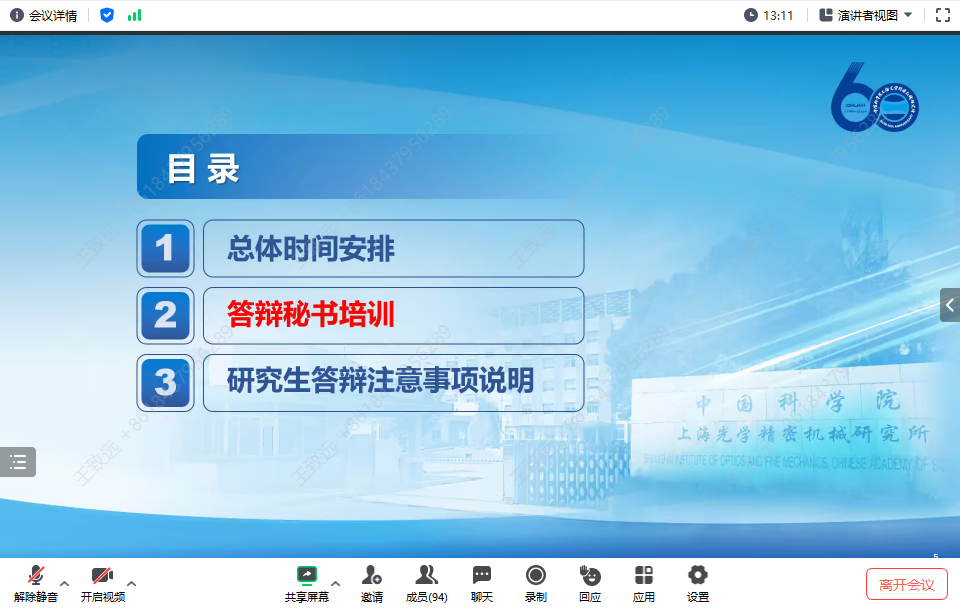 会议详情
13:11
演讲者视图
60
目录
1
总体时间安排
2
答辩秘书培训
3
研究生答辩注意事项说明
中国科学院
上海光学精密机械研究所
SHANGHAI INSTITUTE OF OPTICS AND FINE MECHANICS, CHINESE ACADEMY OF S
5
解除静音
开启视频
共享屏幕
邀请
成员(94)
聊天
录制
回应
应用
设置
离开会议